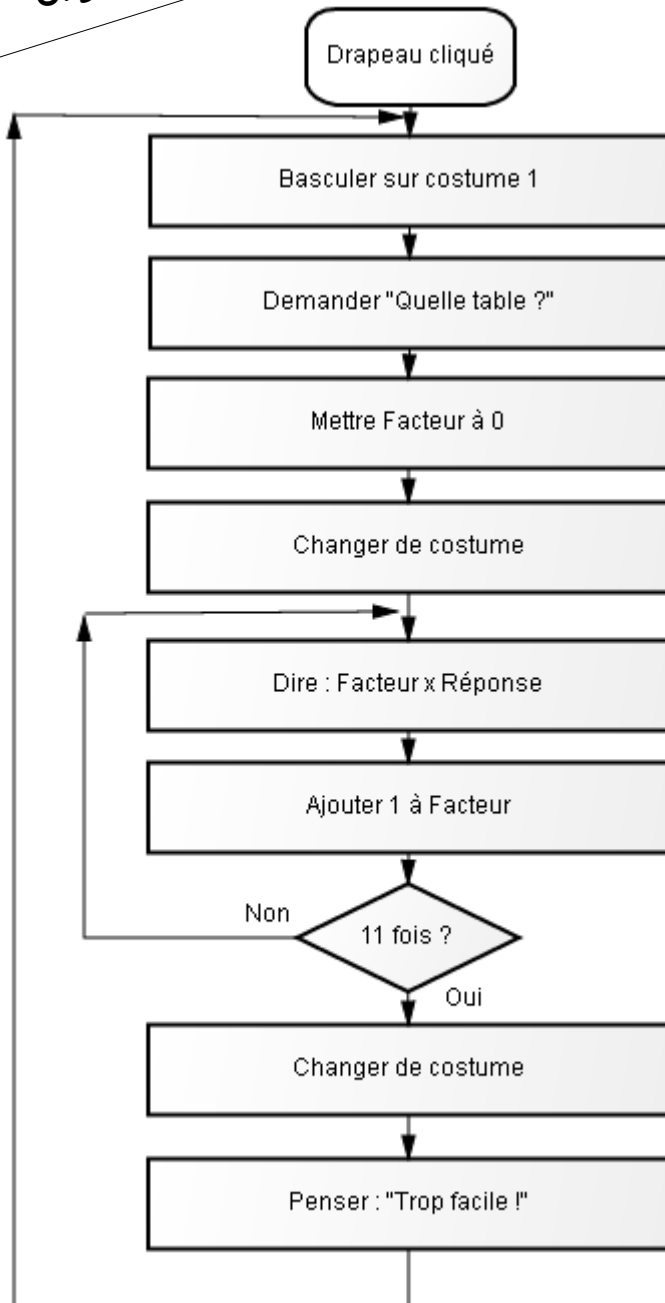 Drapeau cliqué
Basculer sur costume 1
Demander "Quelle table ?"
Mettre Facteur à 0
Changer de costume
Dire : Facteur x Réponse
Ajouter 1 à Facteur
Non
11 fois ?
Oui
Changer de costume
Penser : "Trop facile !"